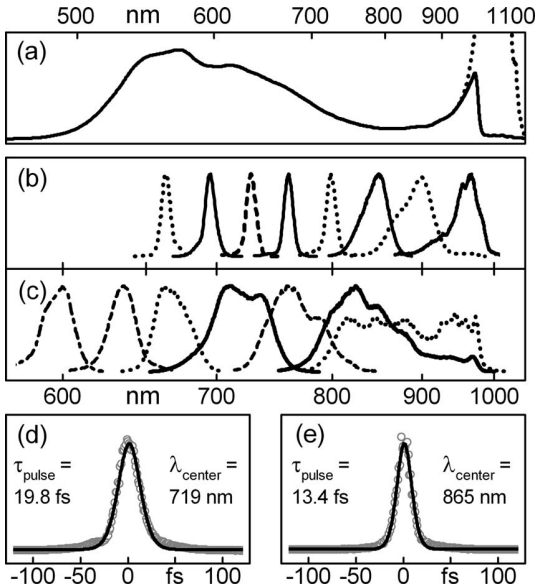 500 nm 600 700 800 900 1100
(a)
(b)
(c)
600 nm 700 800 900 1000
(d)
τpulse = λcenter =
19.8 fs 719 nm
(e)
τpulse = λcenter =
13.4 fs 865 nm
-100 -50 0 fs 100
-100 -50 0 fs 100